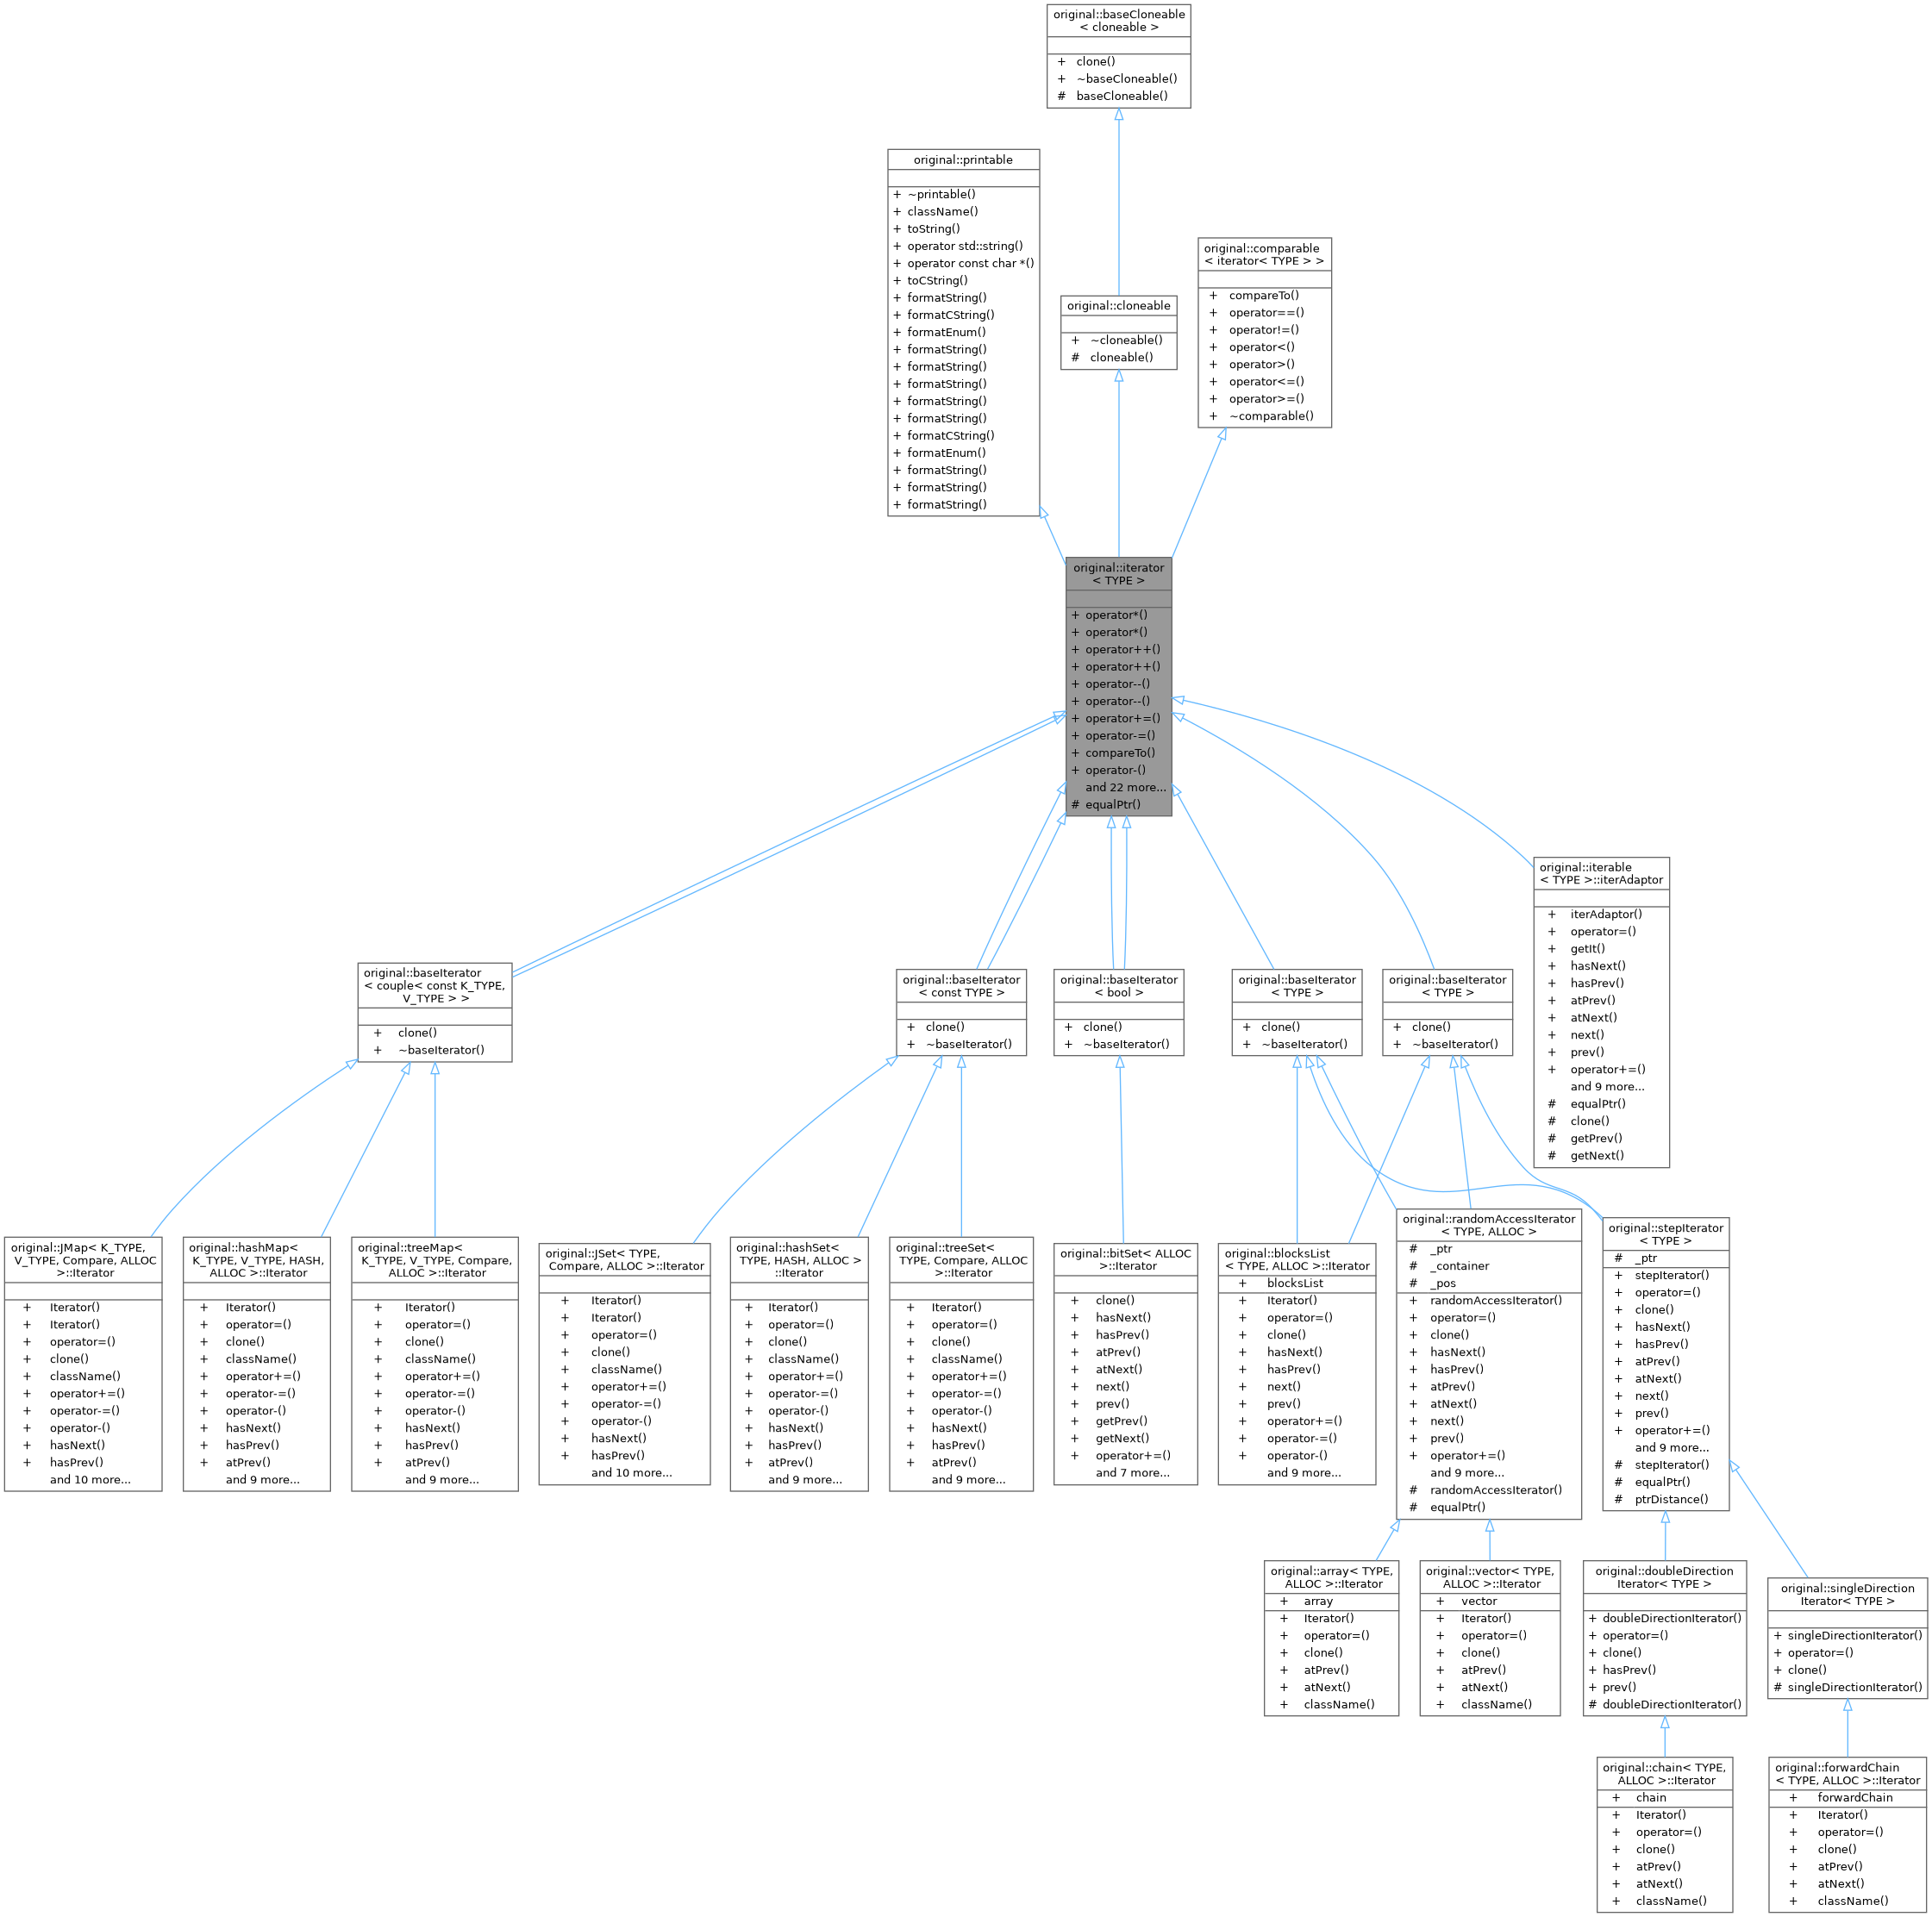 original::baseCloneable
< cloneable >
+ clone()
+ ~baseCloneable()
# baseCloneable()
original::printable
+ ~printable()
+ className()
+ toString()
+ operator std::string()
+ operator const char *()
+ toCString()
+ formatString()
+ formatCString()
+ formatEnum()
+ formatString()
+ formatString()
+ formatString()
+ formatString()
+ formatString()
+ formatCString()
+ formatEnum()
+ formatString()
+ formatString()
+ formatString()
original::cloneable
+ ~cloneable()
# cloneable()
original::comparable
< iterator< TYPE > >
+ compareTo()
+ operator==()
+ operator!=()
+ operator<()
+ operator>()
+ operator<=()
+ operator>=()
+ ~comparable()
original::iterator
< TYPE >
+ operator*()
+ operator*()
+ operator++()
+ operator++()
+ operator--()
+ operator--()
+ operator+=()
+ operator-=()
+ compareTo()
+ operator-()
and 22 more...
# equalPtr()
original::iterable
< TYPE >::iterAdaptor
+ iterAdaptor()
+ operator=()
+ getIt()
+ hasNext()
+ hasPrev()
+ atPrev()
+ atNext()
+ next()
+ prev()
+ operator+=()
and 9 more...
# equalPtr()
# clone()
# getPrev()
# getNext()
original::baseIterator
< couple< const K_TYPE,
V_TYPE > >
+ clone()
+ ~baseIterator()
original::baseIterator
< const TYPE >
+ clone()
+ ~baseIterator()
original::baseIterator
< bool >
+ clone()
+ ~baseIterator()
original::baseIterator
< TYPE >
+ clone()
+ ~baseIterator()
original::baseIterator
< TYPE >
+ clone()
+ ~baseIterator()
original::JMap< K_TYPE,
V_TYPE, Compare, ALLOC
>::Iterator
+ Iterator()
+ Iterator()
+ operator=()
+ clone()
+ className()
+ operator+=()
+ operator-=()
+ operator-()
+ hasNext()
+ hasPrev()
and 10 more...
original::hashMap<
K_TYPE, V_TYPE, HASH,
ALLOC >::Iterator
+ Iterator()
+ operator=()
+ clone()
+ className()
+ operator+=()
+ operator-=()
+ operator-()
+ hasNext()
+ hasPrev()
+ atPrev()
and 9 more...
original::treeMap<
K_TYPE, V_TYPE, Compare,
ALLOC >::Iterator
+ Iterator()
+ operator=()
+ clone()
+ className()
+ operator+=()
+ operator-=()
+ operator-()
+ hasNext()
+ hasPrev()
+ atPrev()
and 9 more...
original::JSet< TYPE,
Compare, ALLOC >::Iterator
+ Iterator()
+ Iterator()
+ operator=()
+ clone()
+ className()
+ operator+=()
+ operator-=()
+ operator-()
+ hasNext()
+ hasPrev()
and 10 more...
original::hashSet<
TYPE, HASH, ALLOC >
::Iterator
+ Iterator()
+ operator=()
+ clone()
+ className()
+ operator+=()
+ operator-=()
+ operator-()
+ hasNext()
+ hasPrev()
+ atPrev()
and 9 more...
original::treeSet<
TYPE, Compare, ALLOC
>::Iterator
+ Iterator()
+ operator=()
+ clone()
+ className()
+ operator+=()
+ operator-=()
+ operator-()
+ hasNext()
+ hasPrev()
+ atPrev()
and 9 more...
original::bitSet< ALLOC
>::Iterator
+ clone()
+ hasNext()
+ hasPrev()
+ atPrev()
+ atNext()
+ next()
+ prev()
+ getPrev()
+ getNext()
+ operator+=()
and 7 more...
original::blocksList
< TYPE, ALLOC >::Iterator
+ blocksList
+ Iterator()
+ operator=()
+ clone()
+ hasNext()
+ hasPrev()
+ next()
+ prev()
+ operator+=()
+ operator-=()
+ operator-()
and 9 more...
original::randomAccessIterator
< TYPE, ALLOC >
# _ptr
# _container
# _pos
+ randomAccessIterator()
+ operator=()
+ clone()
+ hasNext()
+ hasPrev()
+ atPrev()
+ atNext()
+ next()
+ prev()
+ operator+=()
and 9 more...
# randomAccessIterator()
# equalPtr()
original::stepIterator
< TYPE >
# _ptr
+ stepIterator()
+ operator=()
+ clone()
+ hasNext()
+ hasPrev()
+ atPrev()
+ atNext()
+ next()
+ prev()
+ operator+=()
and 9 more...
# stepIterator()
# equalPtr()
# ptrDistance()
original::array< TYPE,
ALLOC >::Iterator
+ array
+ Iterator()
+ operator=()
+ clone()
+ atPrev()
+ atNext()
+ className()
original::vector< TYPE,
ALLOC >::Iterator
+ vector
+ Iterator()
+ operator=()
+ clone()
+ atPrev()
+ atNext()
+ className()
original::doubleDirection
Iterator< TYPE >
+ doubleDirectionIterator()
+ operator=()
+ clone()
+ hasPrev()
+ prev()
# doubleDirectionIterator()
original::singleDirection
Iterator< TYPE >
+ singleDirectionIterator()
+ operator=()
+ clone()
# singleDirectionIterator()
original::chain< TYPE,
ALLOC >::Iterator
+ chain
+ Iterator()
+ operator=()
+ clone()
+ atPrev()
+ atNext()
+ className()
original::forwardChain
< TYPE, ALLOC >::Iterator
+ forwardChain
+ Iterator()
+ operator=()
+ clone()
+ atPrev()
+ atNext()
+ className()